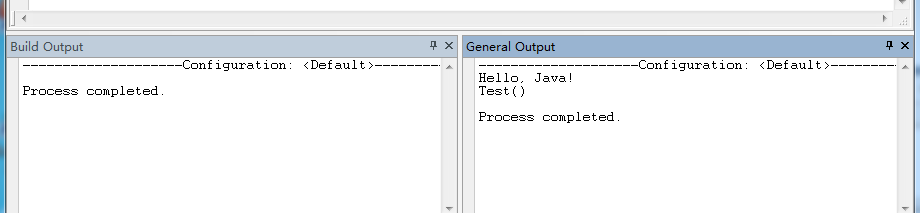 Build Output
--------------------Configuration: <Default>---------
Process completed.
General Output
--------------------Configuration: <Default>---------
Hello, Java!
Test()
Process completed.